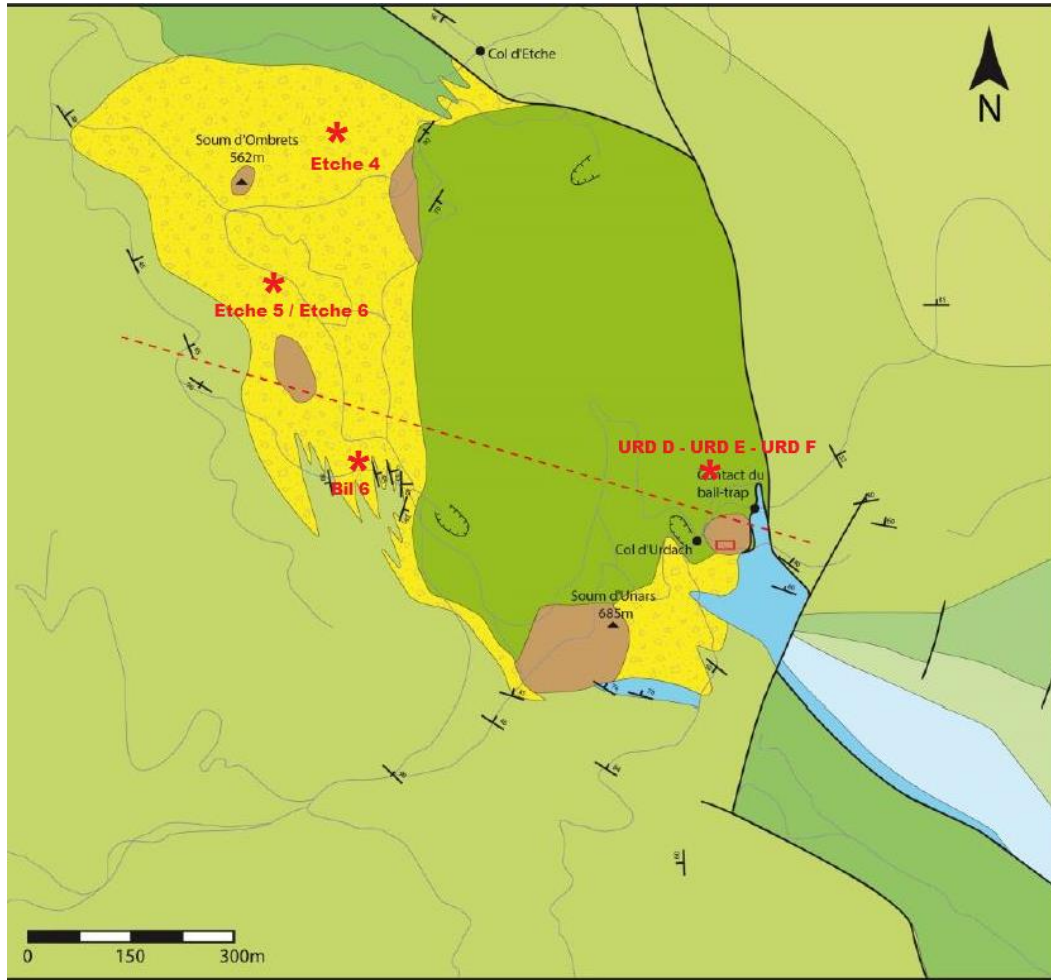 Col d'Etche
N
Soum d'Ombrets
562m
Etche 4
Etche 5 / Etche 6
URD D - URD E - URD F
Contact du
ball-trap
Bil 6
Col d'Urdach
Soum d'Unars
685m
0 150 300m